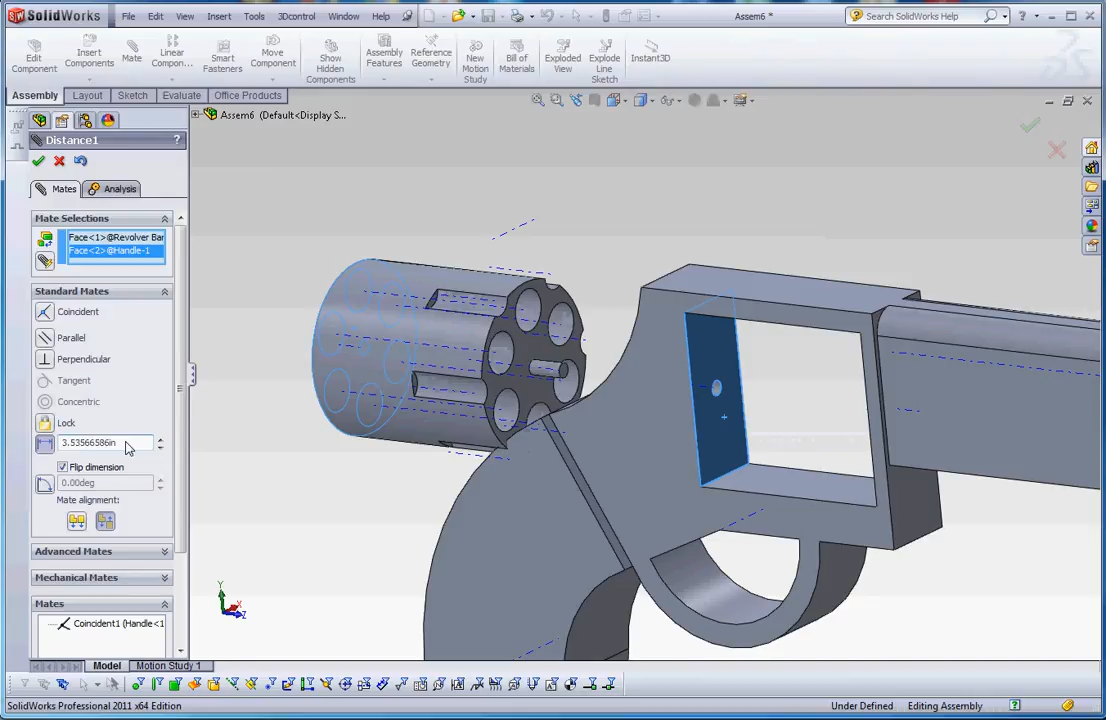 SolidWorks
File Edit View Insert Tools 3Dcontrol Window Help
Assem6 *
Search SolidWorks Help
Edit Component
Insert Components
Mate
Linear Compon...
Smart Fasteners
Move Component
Show Hidden Components
Assembly Features
Reference Geometry
New Motion Study
Bill of Materials
Exploded View
Explode Line Sketch
Instant3D
Assembly Layout Sketch Evaluate Office Products
Assem6 (Default<Display S...
Distance1 ?
Mates Analysis
Mate Selections
Face<1>@Revolver Bar
Face<2>@Handle-1
Standard Mates
Coincident
Parallel
Perpendicular
Tangent
Concentric
Lock
3.53566586in
Flip dimension
0.00deg
Mate alignment:
Advanced Mates
Mechanical Mates
Mates
Coincident1 (Handle<1
Y
X
Z
Model Motion Study 1
SolidWorks Professional 2011 x64 Edition
Under Defined Editing Assembly